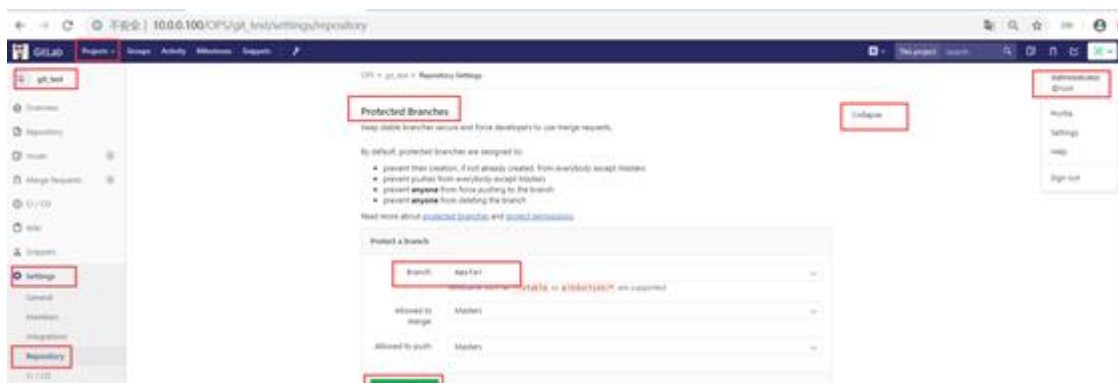 不安全 | 10.0.0.100/OPS/git_test/settings/repository
GitLab Projects Groups Activity Milestones Snippets This project Search
git_test
OPS > git_test > Repository Settings
Administrator
@root
Overview
Protected Branches
Collapse
Profile
Keep stable branches secure and force developers to use merge requests.
Repository
Settings
By default, protected branches are designed to:
Issues
Help
prevent their creation, if not already created, from everybody except Masters
Merge Requests
prevent pushes from everybody except Masters
Sign out
prevent anyone from force pushing to the branch
prevent anyone from deleting the branch
CI / CD
Read more about protected branches and project permissions.
Wiki
Protect a branch
Snippets
Settings
Branch: master
*-stable or production/* are supported
General
Members
Allowed to merge: Masters
Integrations
Repository
Allowed to push: Masters
CI / CD